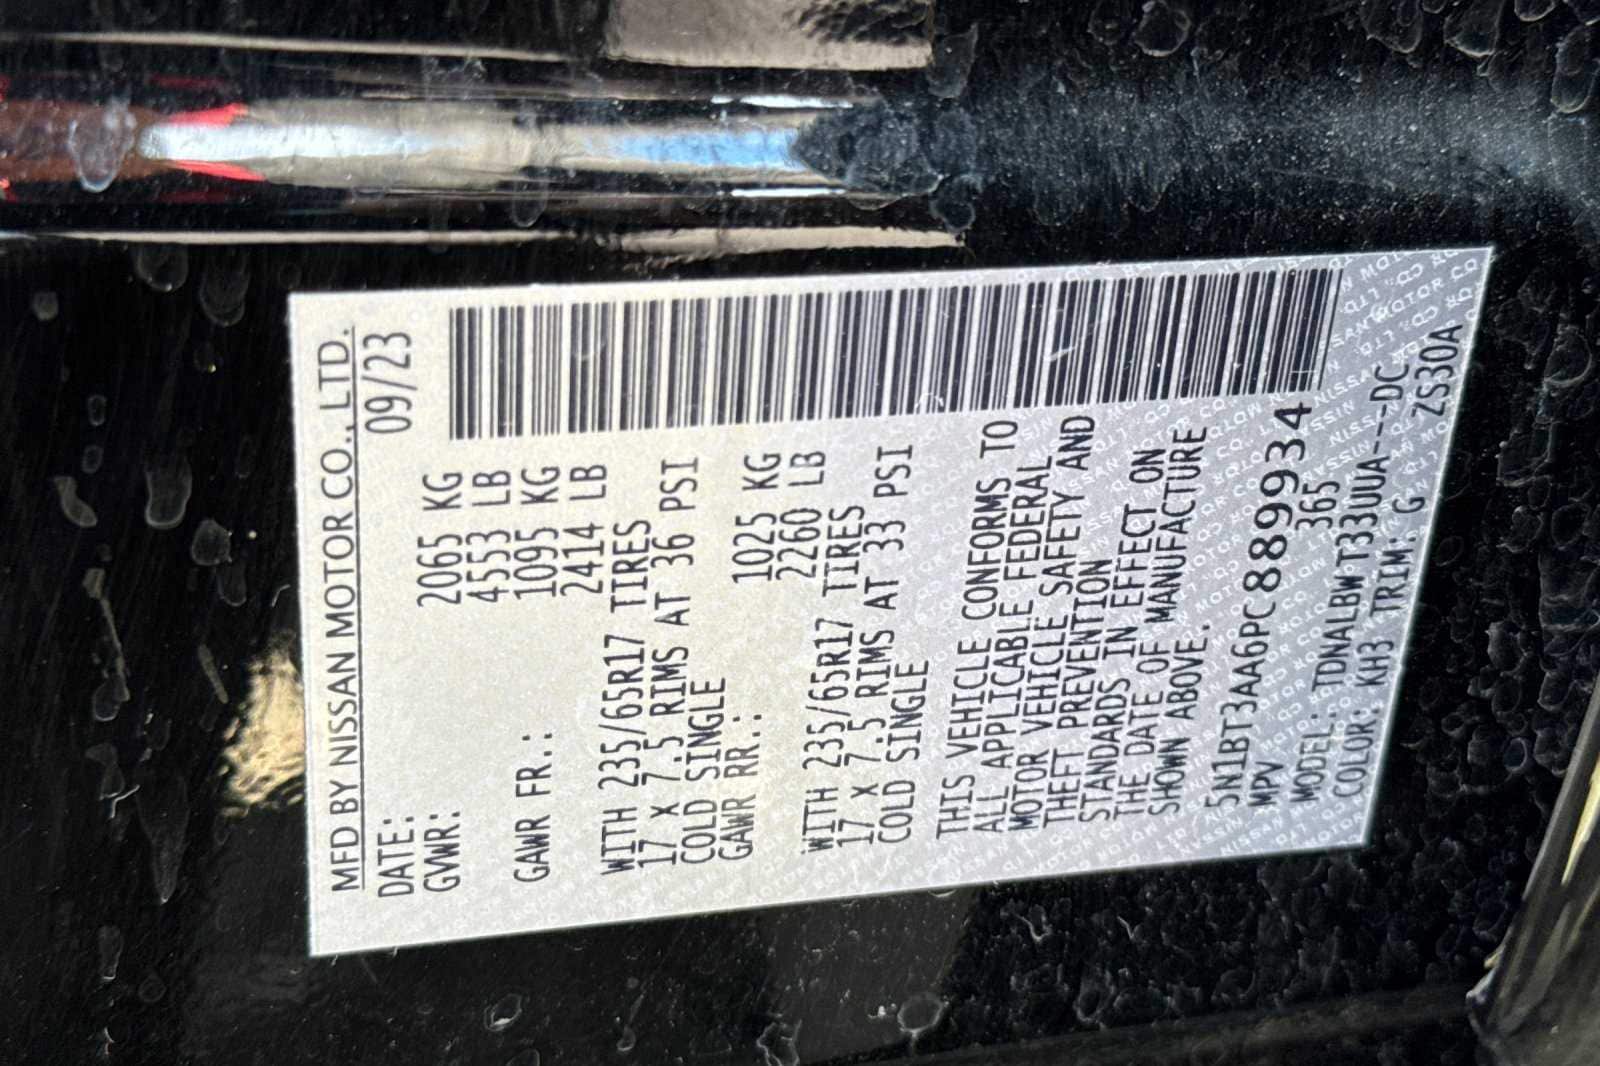 MFD BY NISSAN MOTOR CO., LTD.
DATE: 09/23
GVWR: 2065 KG
4553 LB
GAWR FR.: 1095 KG
2414 LB
WITH 235/65R17 TIRES
17 X 7.5 RIMS AT 36 PSI
COLD SINGLE
GAWR RR.: 1025 KG
2260 LB
WITH 235/65R17 TIRES
17 X 7.5 RIMS AT 33 PSI
COLD SINGLE
THIS VEHICLE CONFORMS TO
ALL APPLICABLE FEDERAL
MOTOR VEHICLE SAFETY AND
THEFT PREVENTION
STANDARDS IN EFFECT ON
THE DATE OF MANUFACTURE
SHOWN ABOVE.
5N1BT3AA6PC889934
MPV 365
MODEL: TDNALBWT33UUA---DC
COLOR: KH3 TRIM: G ZS30A